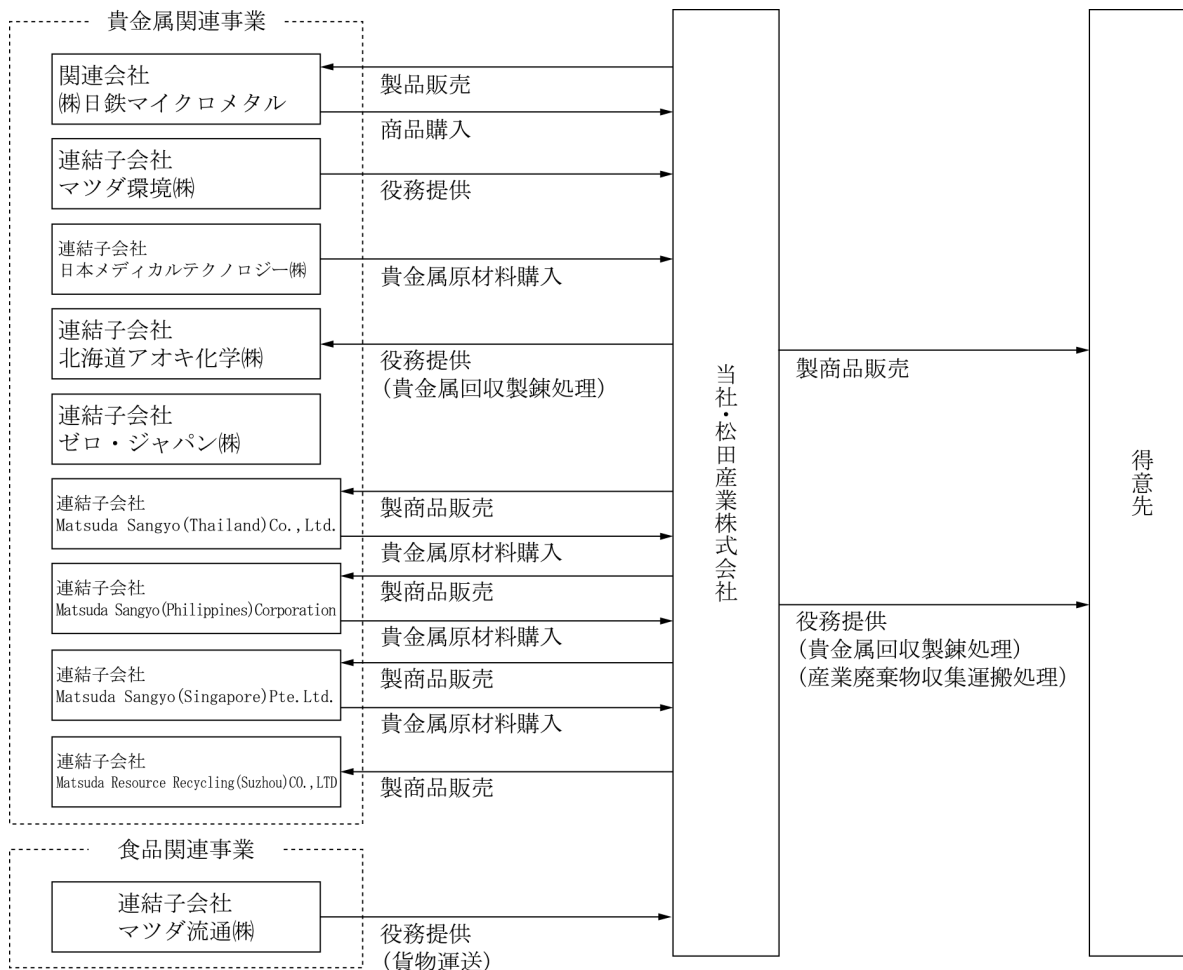 貴金属関連事業
関連会社
㈱日鉄マイクロメタル
製品販売
商品購入
連結子会社
マツダ環境㈱
役務提供
連結子会社
日本メディカルテクノロジー㈱
貴金属原材料購入
連結子会社
北海道アオキ化学㈱
役務提供
(貴金属回収製錬処理)
連結子会社
ゼロ・ジャパン㈱
連結子会社
Matsuda Sangyo(Thailand)Co.,Ltd.
製商品販売
貴金属原材料購入
連結子会社
Matsuda Sangyo(Philippines)Corporation
製商品販売
貴金属原材料購入
連結子会社
Matsuda Sangyo(Singapore)Pte.Ltd.
製商品販売
貴金属原材料購入
連結子会社
Matsuda Resource Recycling(Suzhou)CO.,LTD
製商品販売
食品関連事業
連結子会社
マツダ流通㈱
役務提供
(貨物運送)
当社・松田産業株式会社
製商品販売
役務提供
(貴金属回収製錬処理)
(産業廃棄物収集運搬処理)
得意先